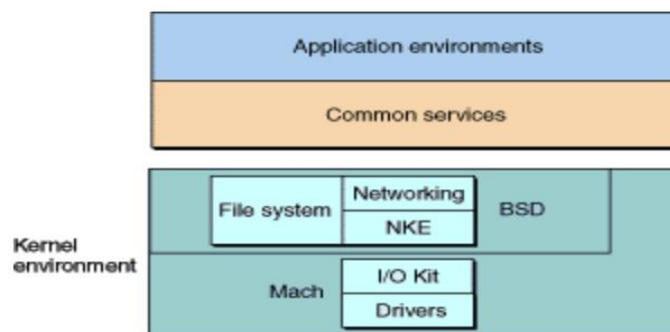 Application environments
Common services
File system
Networking
NKE
BSD
Kernel
environment
Mach
I/O Kit
Drivers